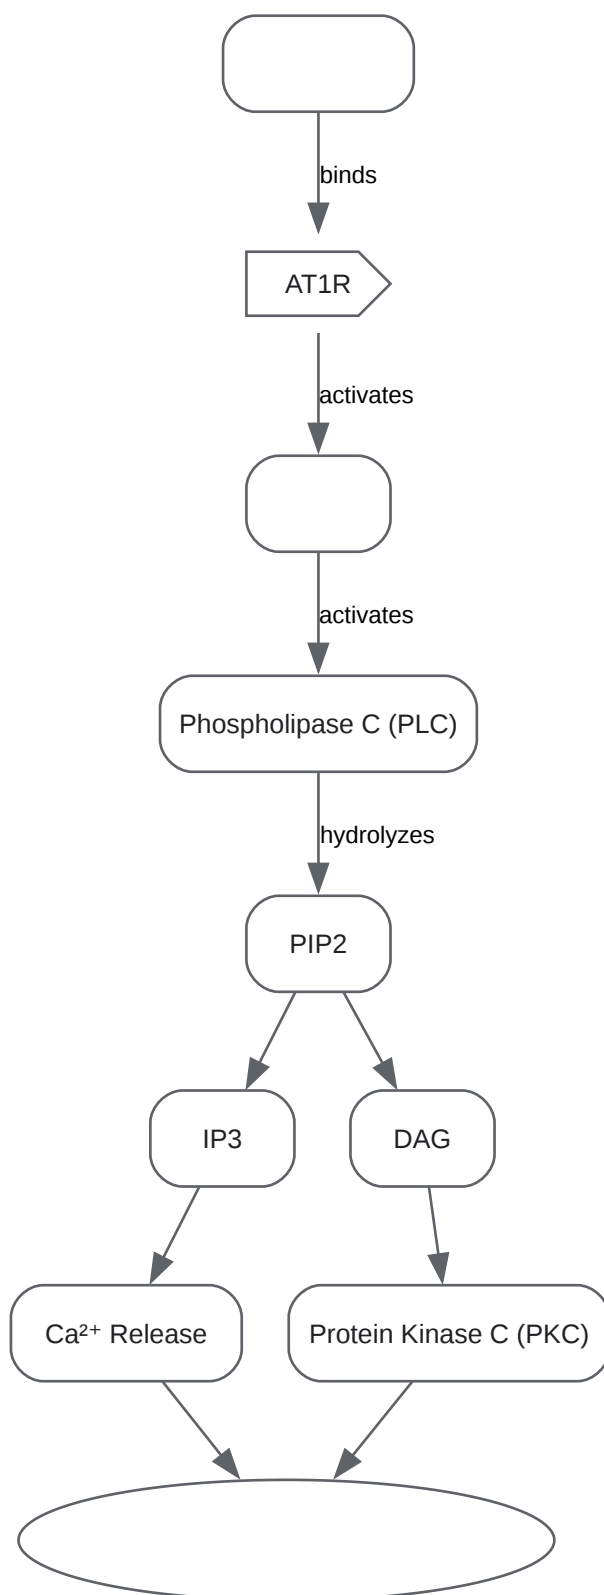 binds
AT1R
activates
activates
Phospholipase C (PLC)
hydrolyzes
PIP2
IP3
DAG
Ca²⁺ Release
Protein Kinase C (PKC)